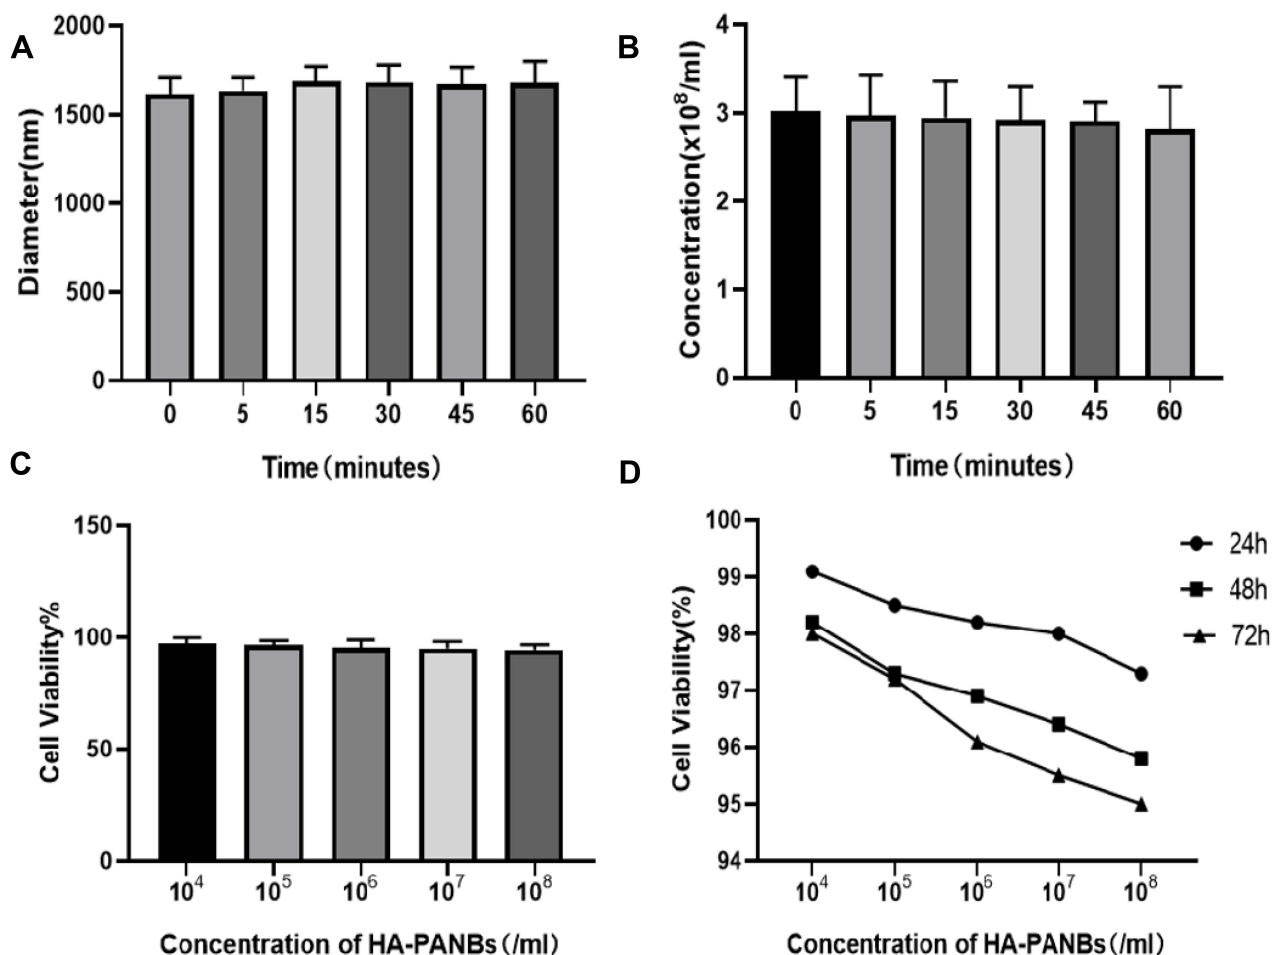 A
Diameter(nm)
2000
1500
1000
500
0
0 5 15 30 45 60
Time(minutes)
B
Concentration(x10⁸/ml)
4
3
2
1
0
0 5 15 30 45 60
Time(minutes)
C
Cell Viability%
150
100
50
0
10⁴ 10⁵ 10⁶ 10⁷ 10⁸
Concentration of HA-PANBs(/ml)
D
Cell Viability(%)
100
99
98
97
96
95
94
10⁴ 10⁵ 10⁶ 10⁷ 10⁸
Concentration of HA-PANBs(/ml)
24h
48h
72h